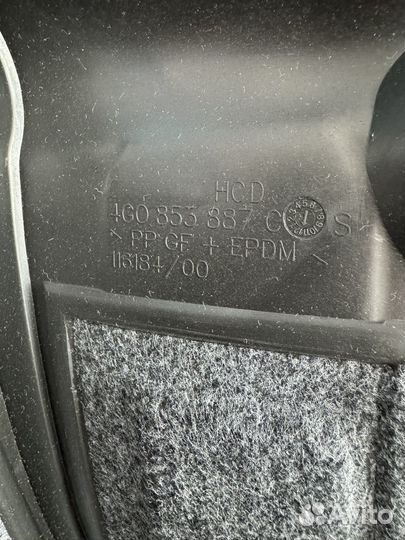 HCD
4G0 853 887 C S
< PP GF + EPDM >
116184/00
Avito